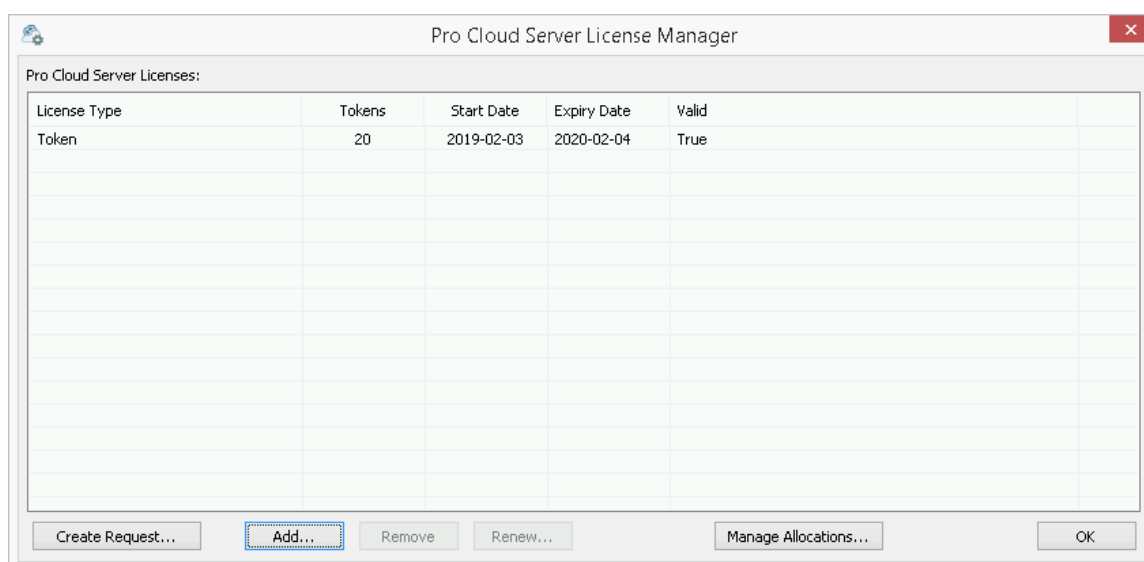 Pro Cloud Server License Manager
Pro Cloud Server Licenses:
License Type Tokens Start Date Expiry Date Valid
Token 20 2019-02-03 2020-02-04 True
Create Request... Add... Remove Renew... Manage Allocations... OK